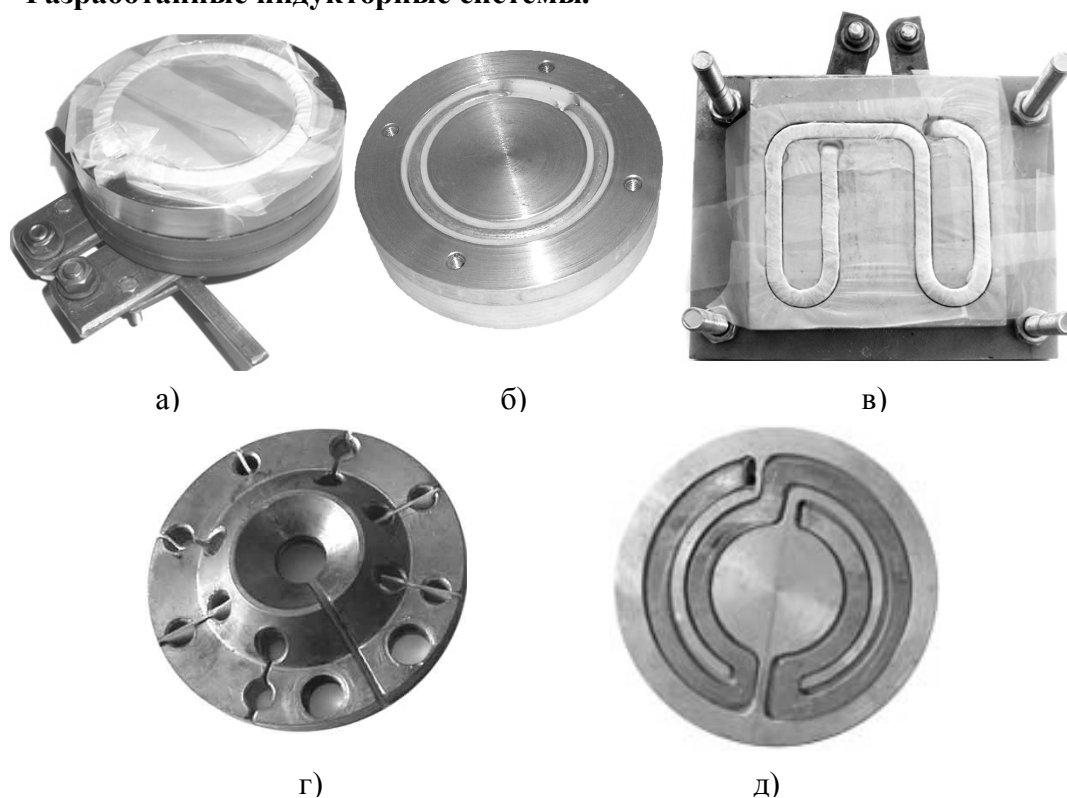 Разработанные индукторные системы.
а)
б)
в)
г)
д)